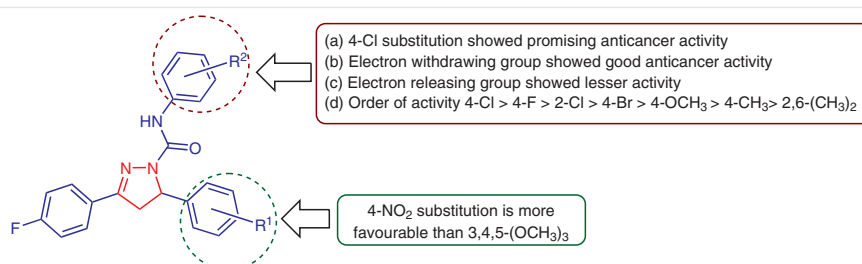 (a) 4-Cl substitution showed promising anticancer activity
(b) Electron withdrawing group showed good anticancer activity
(c) Electron releasing group showed lesser activity
(d) Order of activity 4-Cl > 4-F > 2-Cl > 4-Br > 4-OCH₃ > 4-CH₃> 2,6-(CH₃)₂
R²
HN
O
N
N
F
R¹
4-NO₂ substitution is more
favourable than 3,4,5-(OCH₃)₃